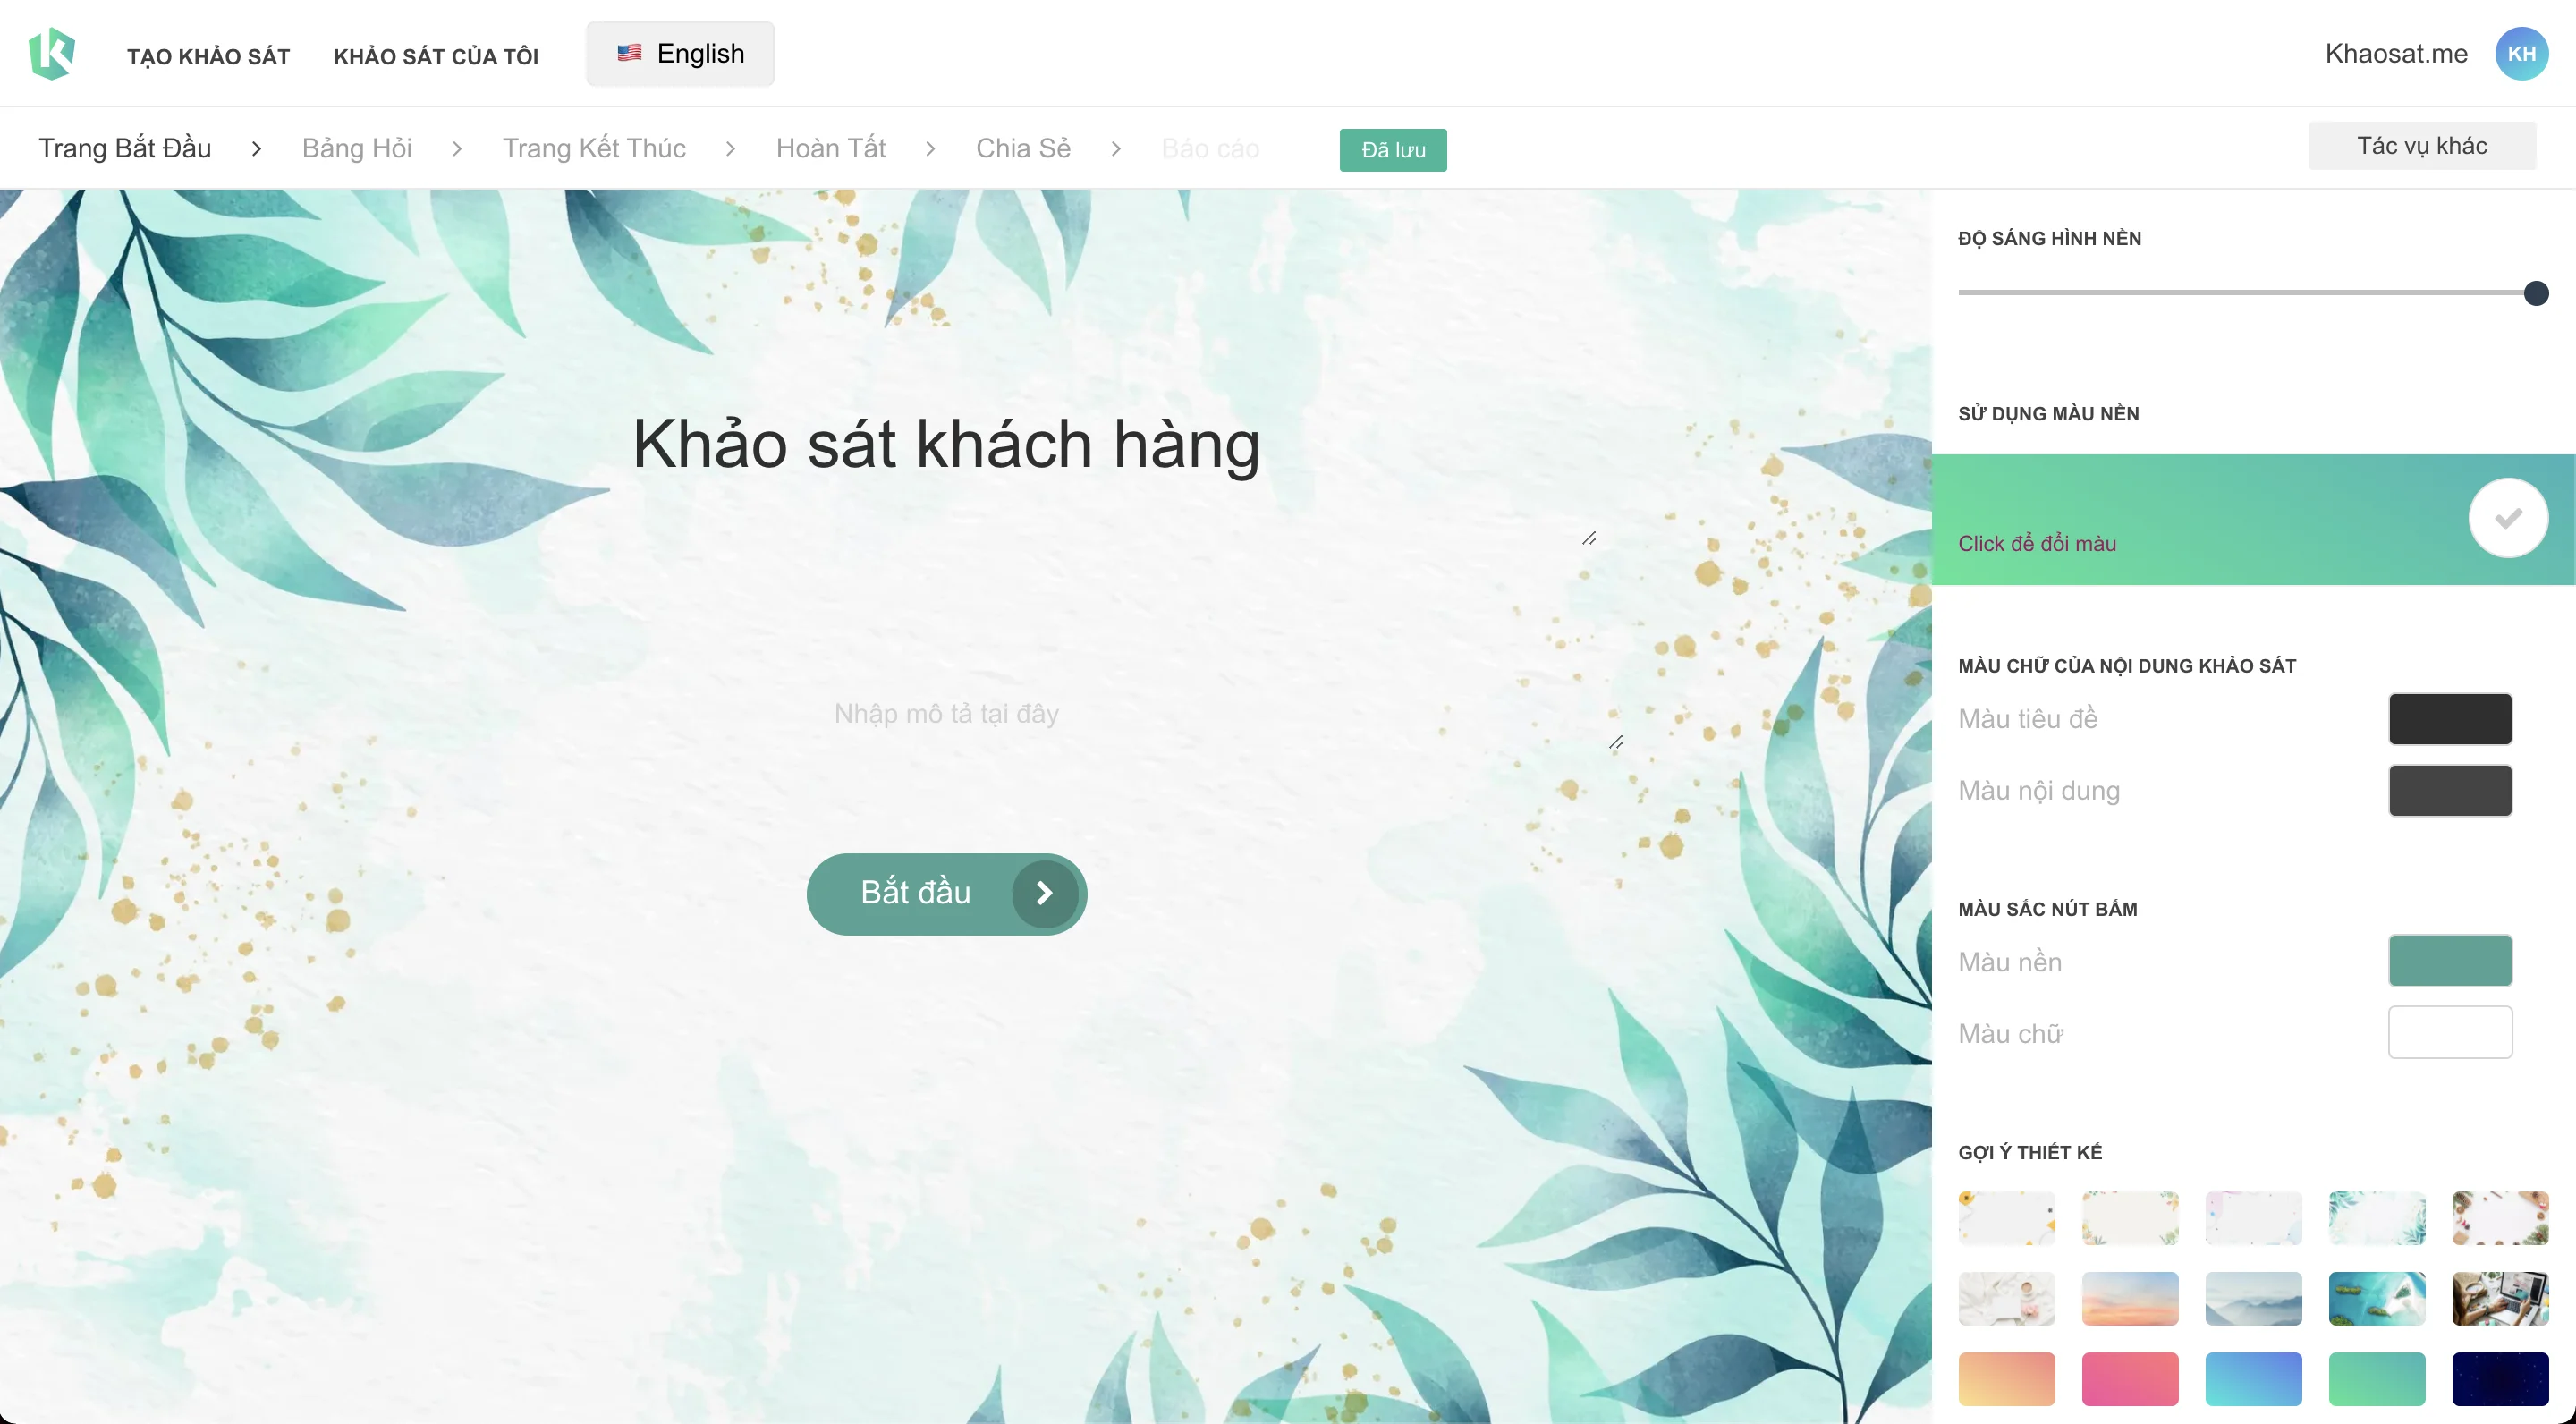 TẠO KHẢO SÁT
KHẢO SÁT CỦA TÔI
English
Khaosat.me
KH
Trang Bắt Đầu
Bảng Hỏi
Trang Kết Thúc
Hoàn Tất
Chia Sẻ
Báo cáo
Đã lưu
Tác vụ khác
Khảo sát khách hàng
Nhập mô tả tại đây
Bắt đầu
ĐỘ SÁNG HÌNH NỀN
SỬ DỤNG MÀU NỀN
Click để đổi màu
MÀU CHỮ CỦA NỘI DUNG KHẢO SÁT
Màu tiêu đề
Màu nội dung
MÀU SẮC NÚT BẤM
Màu nền
Màu chữ
GỢI Ý THIẾT KẾ